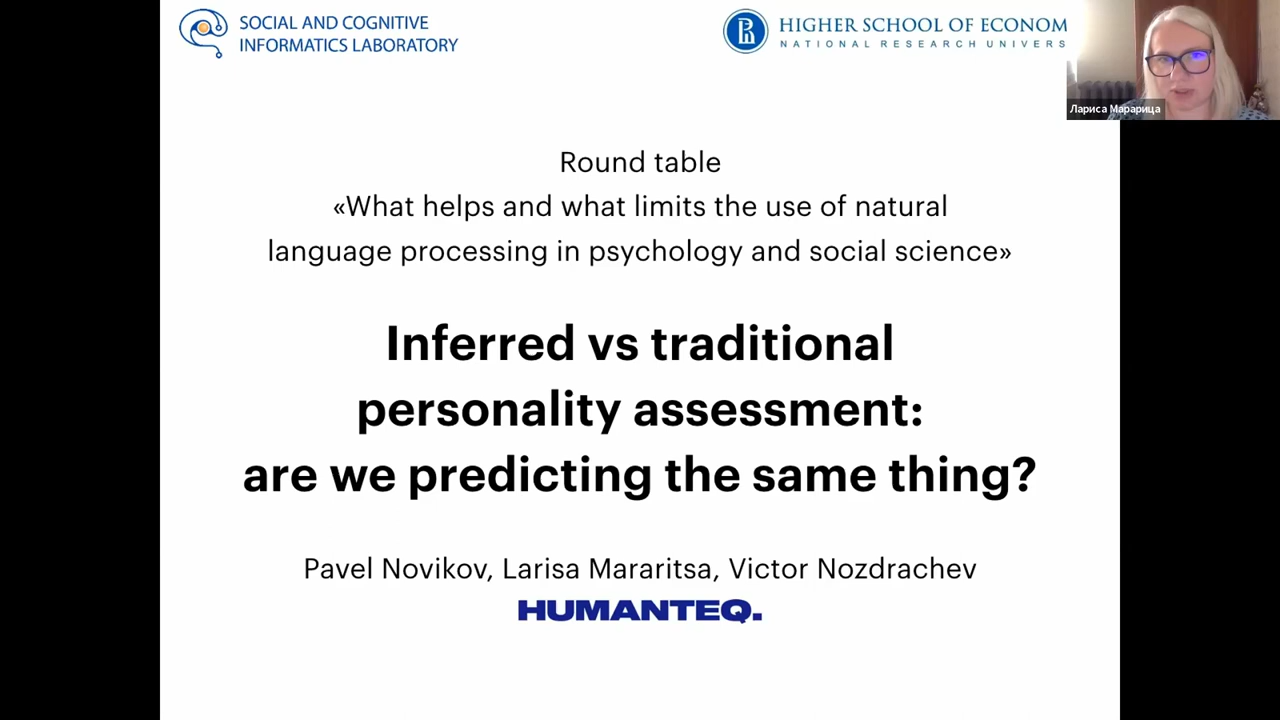 SOCIAL AND COGNITIVE
INFORMATICS LABORATORY
HIGHER SCHOOL OF ECONOM
NATIONAL RESEARCH UNIVERS
Лариса Марарица
Round table
«What helps and what limits the use of natural
language processing in psychology and social science»
Inferred vs traditional
personality assessment:
are we predicting the same thing?
Pavel Novikov, Larisa Mararitsa, Victor Nozdrachev
HUMANTEQ.